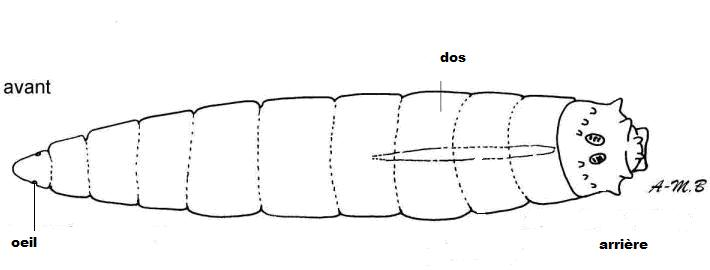 dos
avant
A-M.B
oeil
arrière